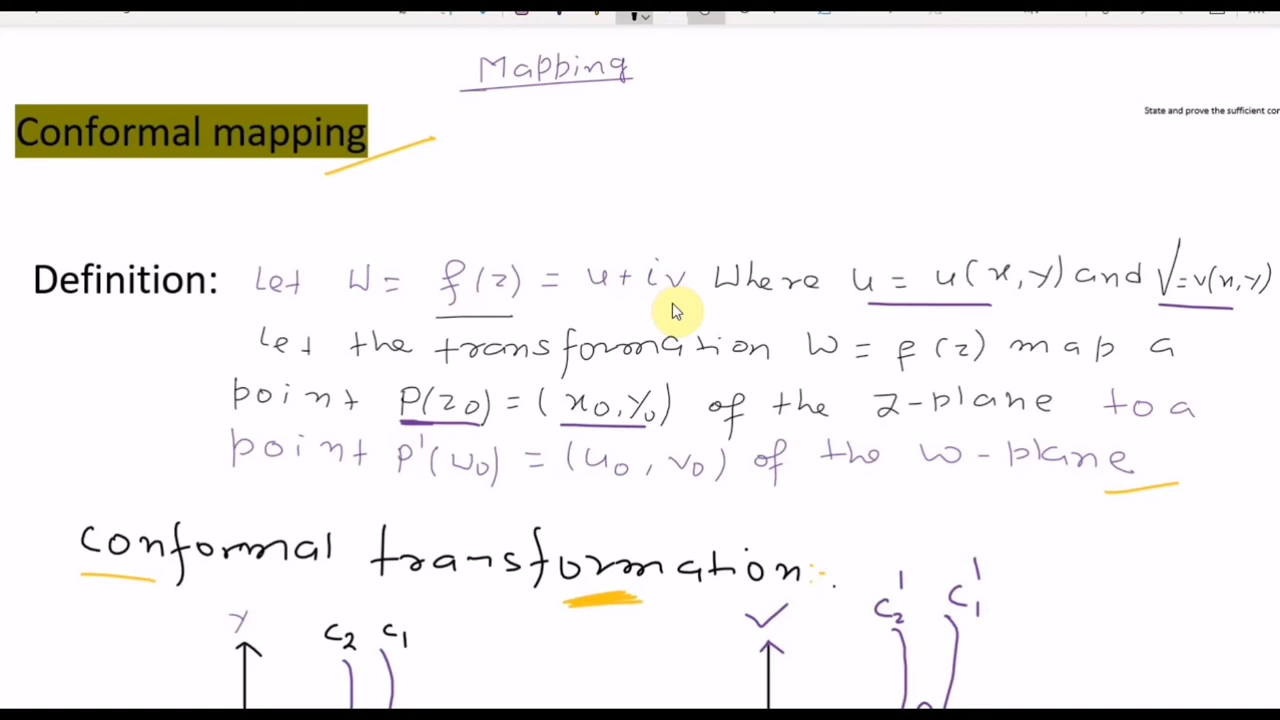 Mapping
State and prove the sufficient con
Conformal mapping
Definition: Let W = f(z) = u + iv Where u = u(x,y) and V = v(x,y)
Let the transformation W = f(z) map a
point P(z0) = (x0, y0) of the z-plane to a
point P'(w0) = (u0, v0) of the w-plane
Conformal transformation:-
Y C2 C1 V C2' C1'